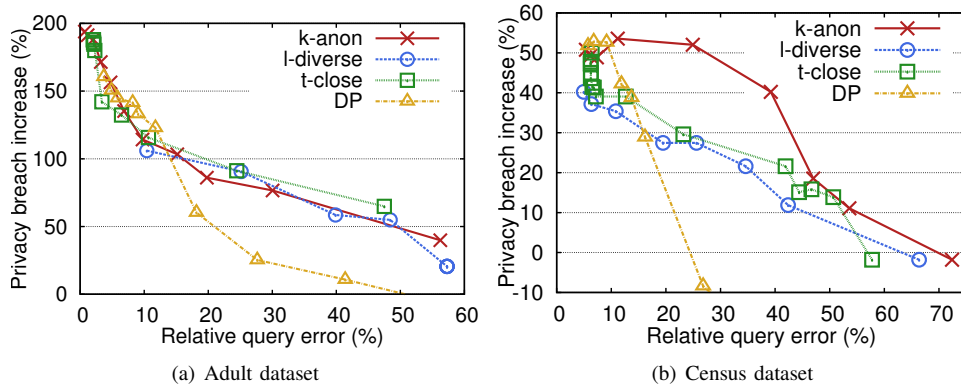 200
150
100
50
0
0 10 20 30 40 50 60
Privacy breach increase (%)
Relative query error (%)
k-anon
l-diverse
t-close
DP
(a) Adult dataset
60
50
40
30
20
10
0
-10
0 10 20 30 40 50 60 70
Privacy breach increase (%)
Relative query error (%)
k-anon
l-diverse
t-close
DP
(b) Census dataset